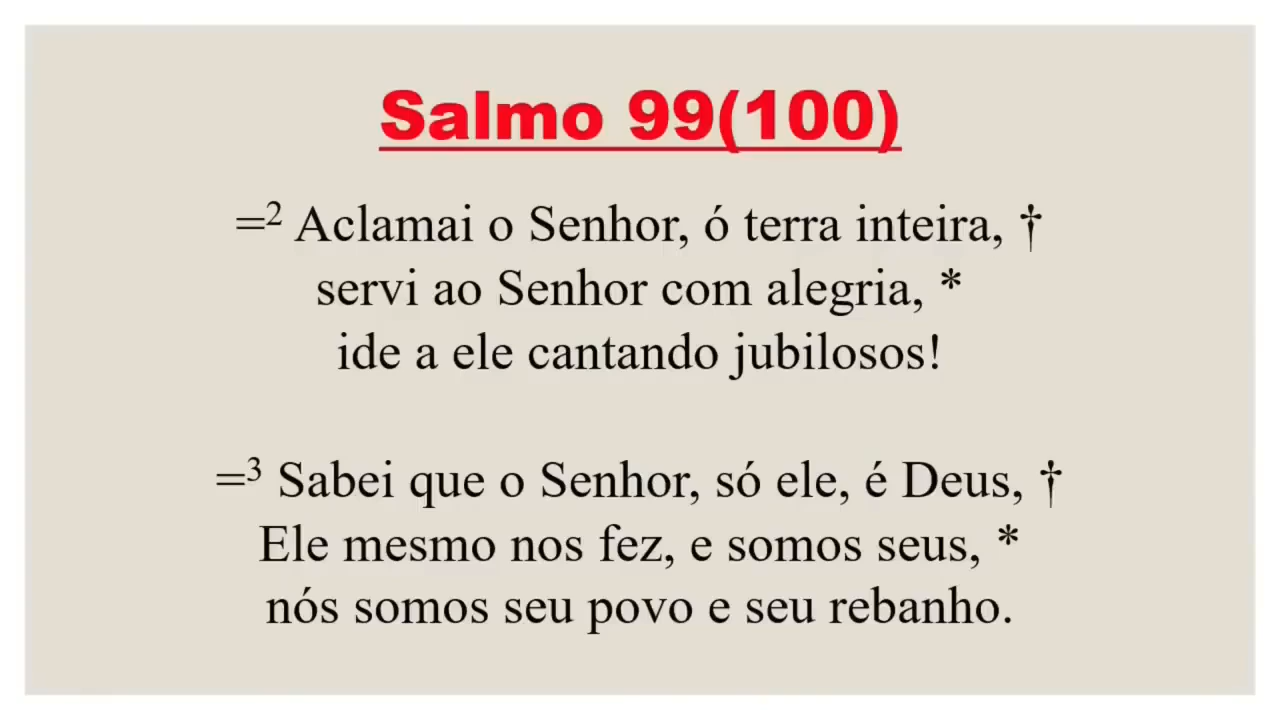 Salmo 99(100)
=² Aclamai o Senhor, ó terra inteira, †
servi ao Senhor com alegria, *
ide a ele cantando jubilosos!
=³ Sabei que o Senhor, só ele, é Deus, †
Ele mesmo nos fez, e somos seus, *
nós somos seu povo e seu rebanho.